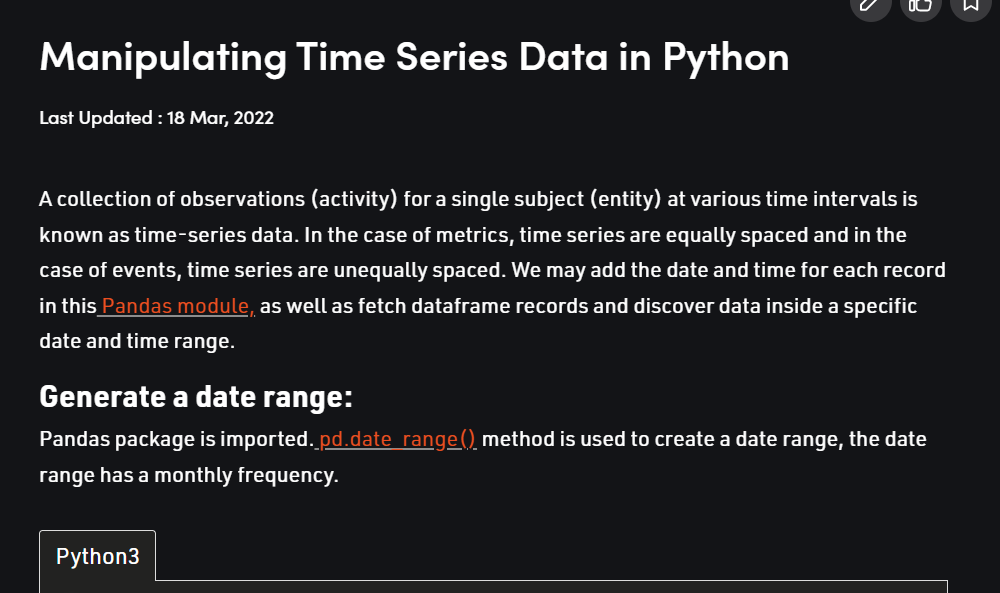 Manipulating Time Series Data in Python
Last Updated : 18 Mar, 2022
A collection of observations (activity) for a single subject (entity) at various time intervals is
known as time-series data. In the case of metrics, time series are equally spaced and in the
case of events, time series are unequally spaced. We may add the date and time for each record
in this Pandas module, as well as fetch dataframe records and discover data inside a specific
date and time range.
Generate a date range:
Pandas package is imported. pd.date_range() method is used to create a date range, the date
range has a monthly frequency.
Python3